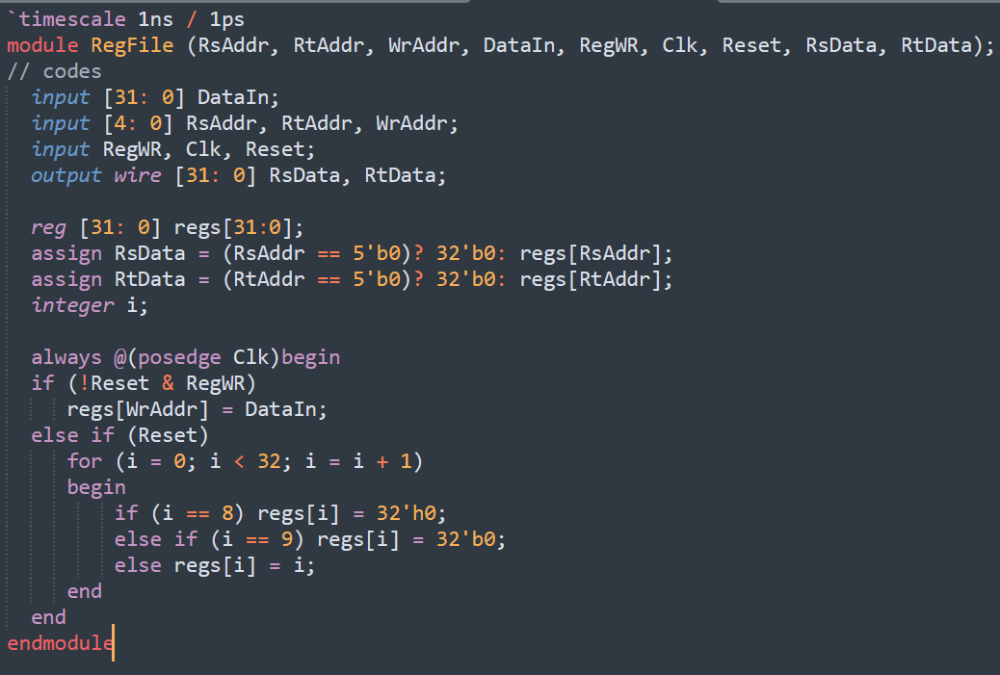 `timescale 1ns / 1ps
module RegFile (RsAddr, RtAddr, WrAddr, DataIn, RegWR, Clk, Reset, RsData, RtData);
// codes
  input [31: 0] DataIn;
  input [4: 0] RsAddr, RtAddr, WrAddr;
  input RegWR, Clk, Reset;
  output wire [31: 0] RsData, RtData;

  reg [31: 0] regs[31:0];
  assign RsData = (RsAddr == 5'b0)? 32'b0: regs[RsAddr];
  assign RtData = (RtAddr == 5'b0)? 32'b0: regs[RtAddr];
  integer i;

  always @(posedge Clk)begin
  if (!Reset & RegWR)
     regs[WrAddr] = DataIn;
  else if (Reset)
     for (i = 0; i < 32; i = i + 1)
     begin
         if (i == 8) regs[i] = 32'h0;
         else if (i == 9) regs[i] = 32'b0;
         else regs[i] = i;
     end
  end
endmodule